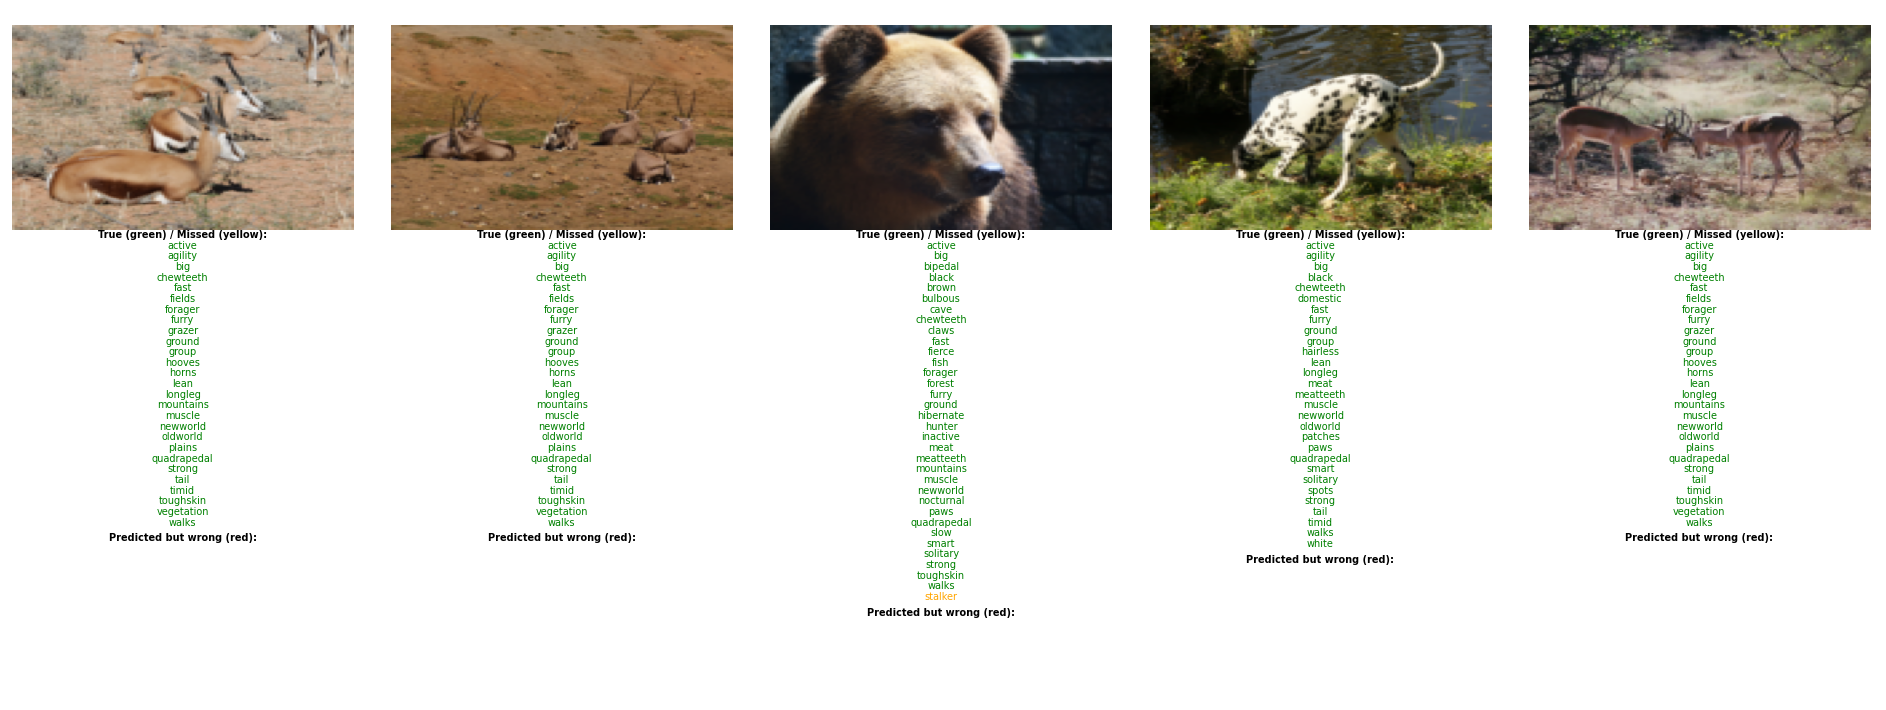 True (green) / Missed (yellow):
active
agility
big
chewteeth
fast
fields
forager
furry
grazer
ground
group
hooves
horns
lean
longleg
mountains
muscle
newworld
oldworld
plains
quadrapedal
strong
tail
timid
toughskin
vegetation
walks
Predicted but wrong (red):
True (green) / Missed (yellow):
active
agility
big
chewteeth
fast
fields
forager
furry
grazer
ground
group
hooves
horns
lean
longleg
mountains
muscle
newworld
oldworld
plains
quadrapedal
strong
tail
timid
toughskin
vegetation
walks
Predicted but wrong (red):
True (green) / Missed (yellow):
active
big
bipedal
black
brown
bulbous
cave
chewteeth
claws
fast
fierce
fish
forager
forest
furry
ground
hibernate
hunter
inactive
meat
meatteeth
mountains
muscle
newworld
nocturnal
paws
quadrapedal
slow
smart
solitary
strong
toughskin
walks
stalker
Predicted but wrong (red):
True (green) / Missed (yellow):
active
agility
big
black
chewteeth
domestic
fast
furry
ground
group
hairless
lean
longleg
meat
meatteeth
muscle
newworld
oldworld
patches
paws
quadrapedal
smart
solitary
spots
strong
tail
timid
walks
white
Predicted but wrong (red):
True (green) / Missed (yellow):
active
agility
big
chewteeth
fast
fields
forager
furry
grazer
ground
group
hooves
horns
lean
longleg
mountains
muscle
newworld
oldworld
plains
quadrapedal
strong
tail
timid
toughskin
vegetation
walks
Predicted but wrong (red):